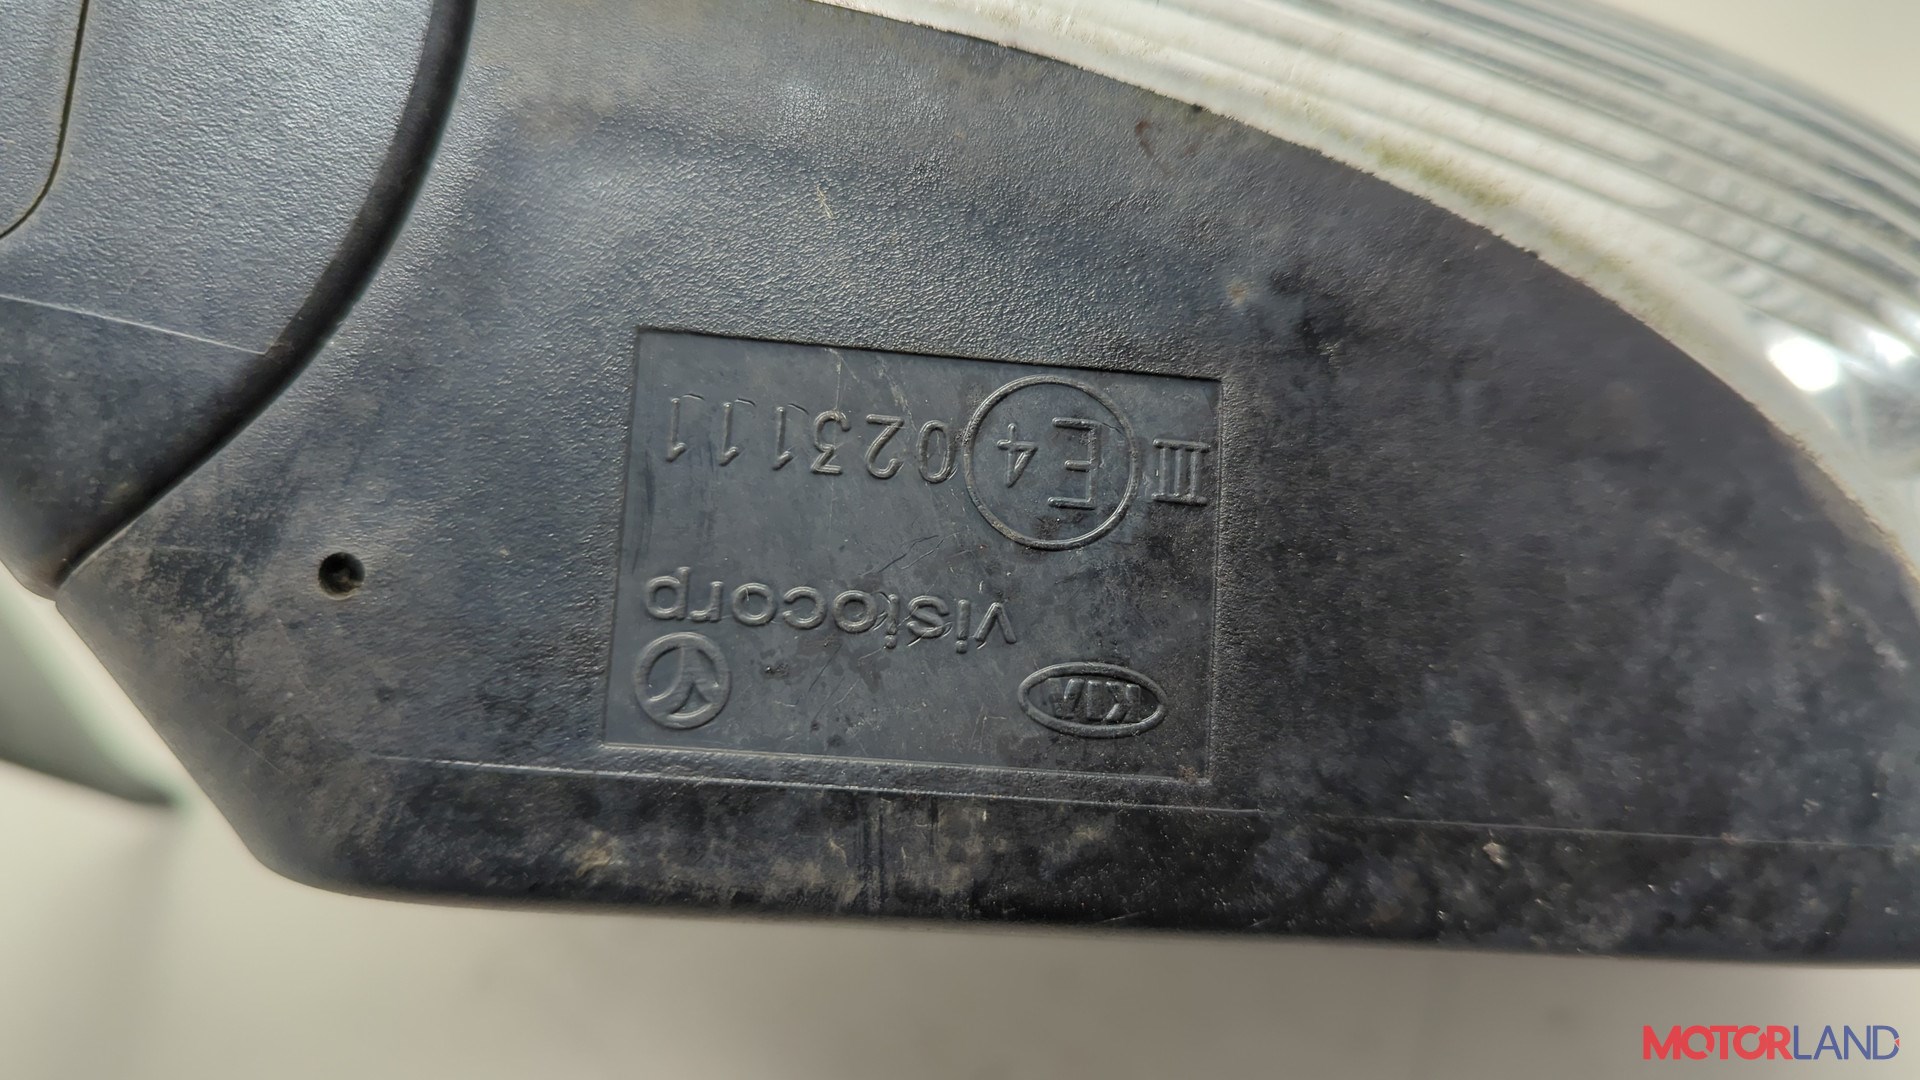 KIA
visiocorp
III E4 023111
MOTORLAND